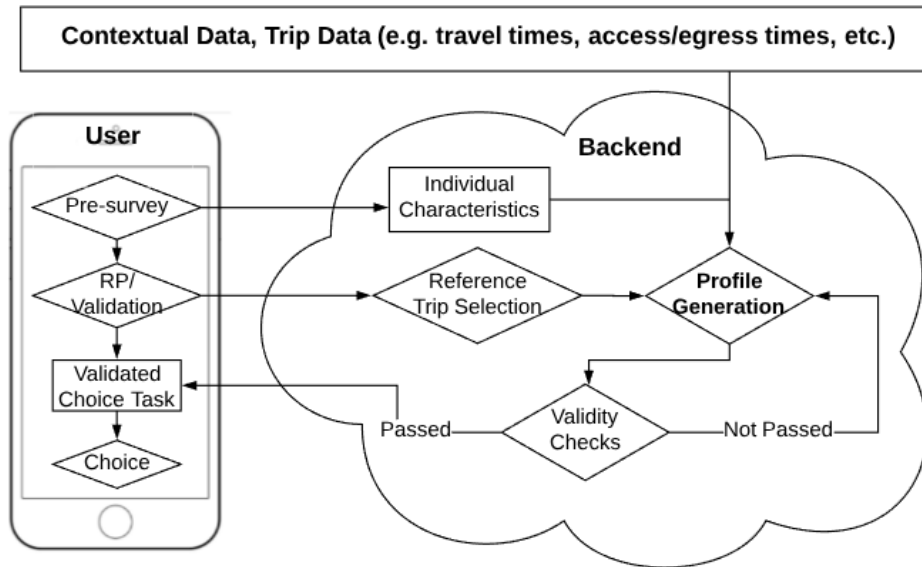 Contextual Data, Trip Data (e.g. travel times, access/egress times, etc.)
User
Backend
Pre-survey
Individual
Characteristics
RP/
Validation
Reference
Trip Selection
Profile
Generation
Validated
Choice Task
Passed
Validity
Checks
Not Passed
Choice